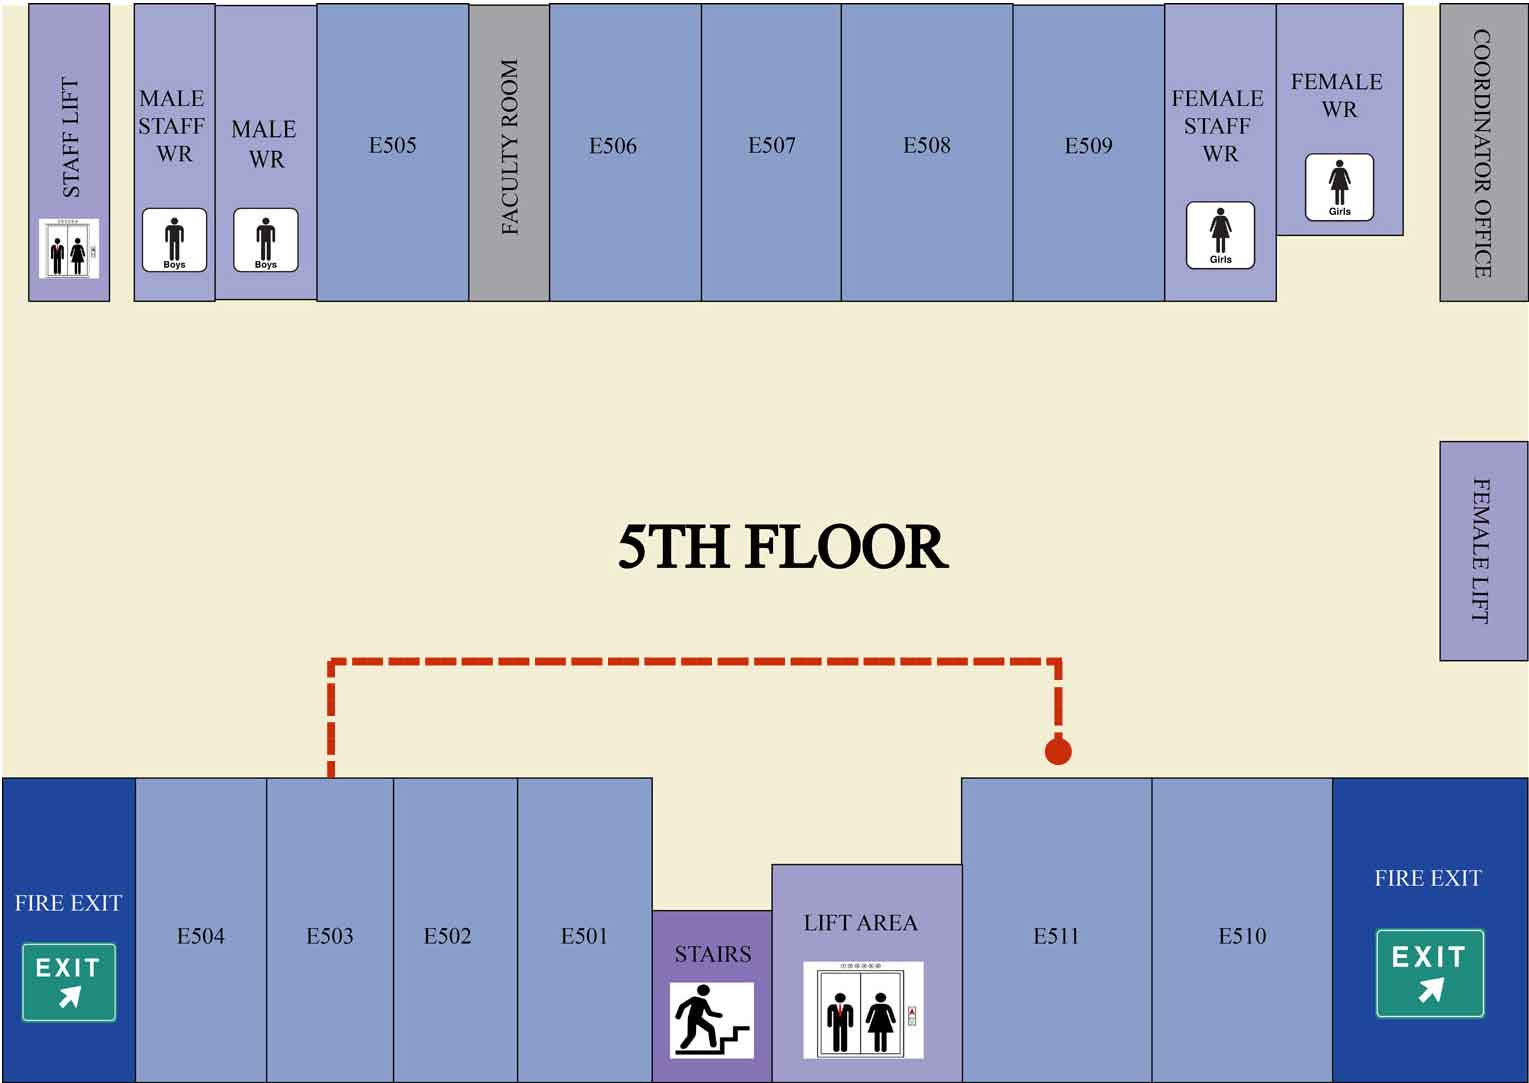 STAFF LIFT
MALE
STAFF
WR
Boys
MALE
WR
Boys
E505
FACULTY ROOM
E506
E507
E508
E509
FEMALE
STAFF
WR
Girls
FEMALE
WR
Girls
COORDINATOR OFFICE
5TH FLOOR
FEMALE LIFT
FIRE EXIT
EXIT
E504
E503
E502
E501
STAIRS
LIFT AREA
E511
E510
FIRE EXIT
EXIT